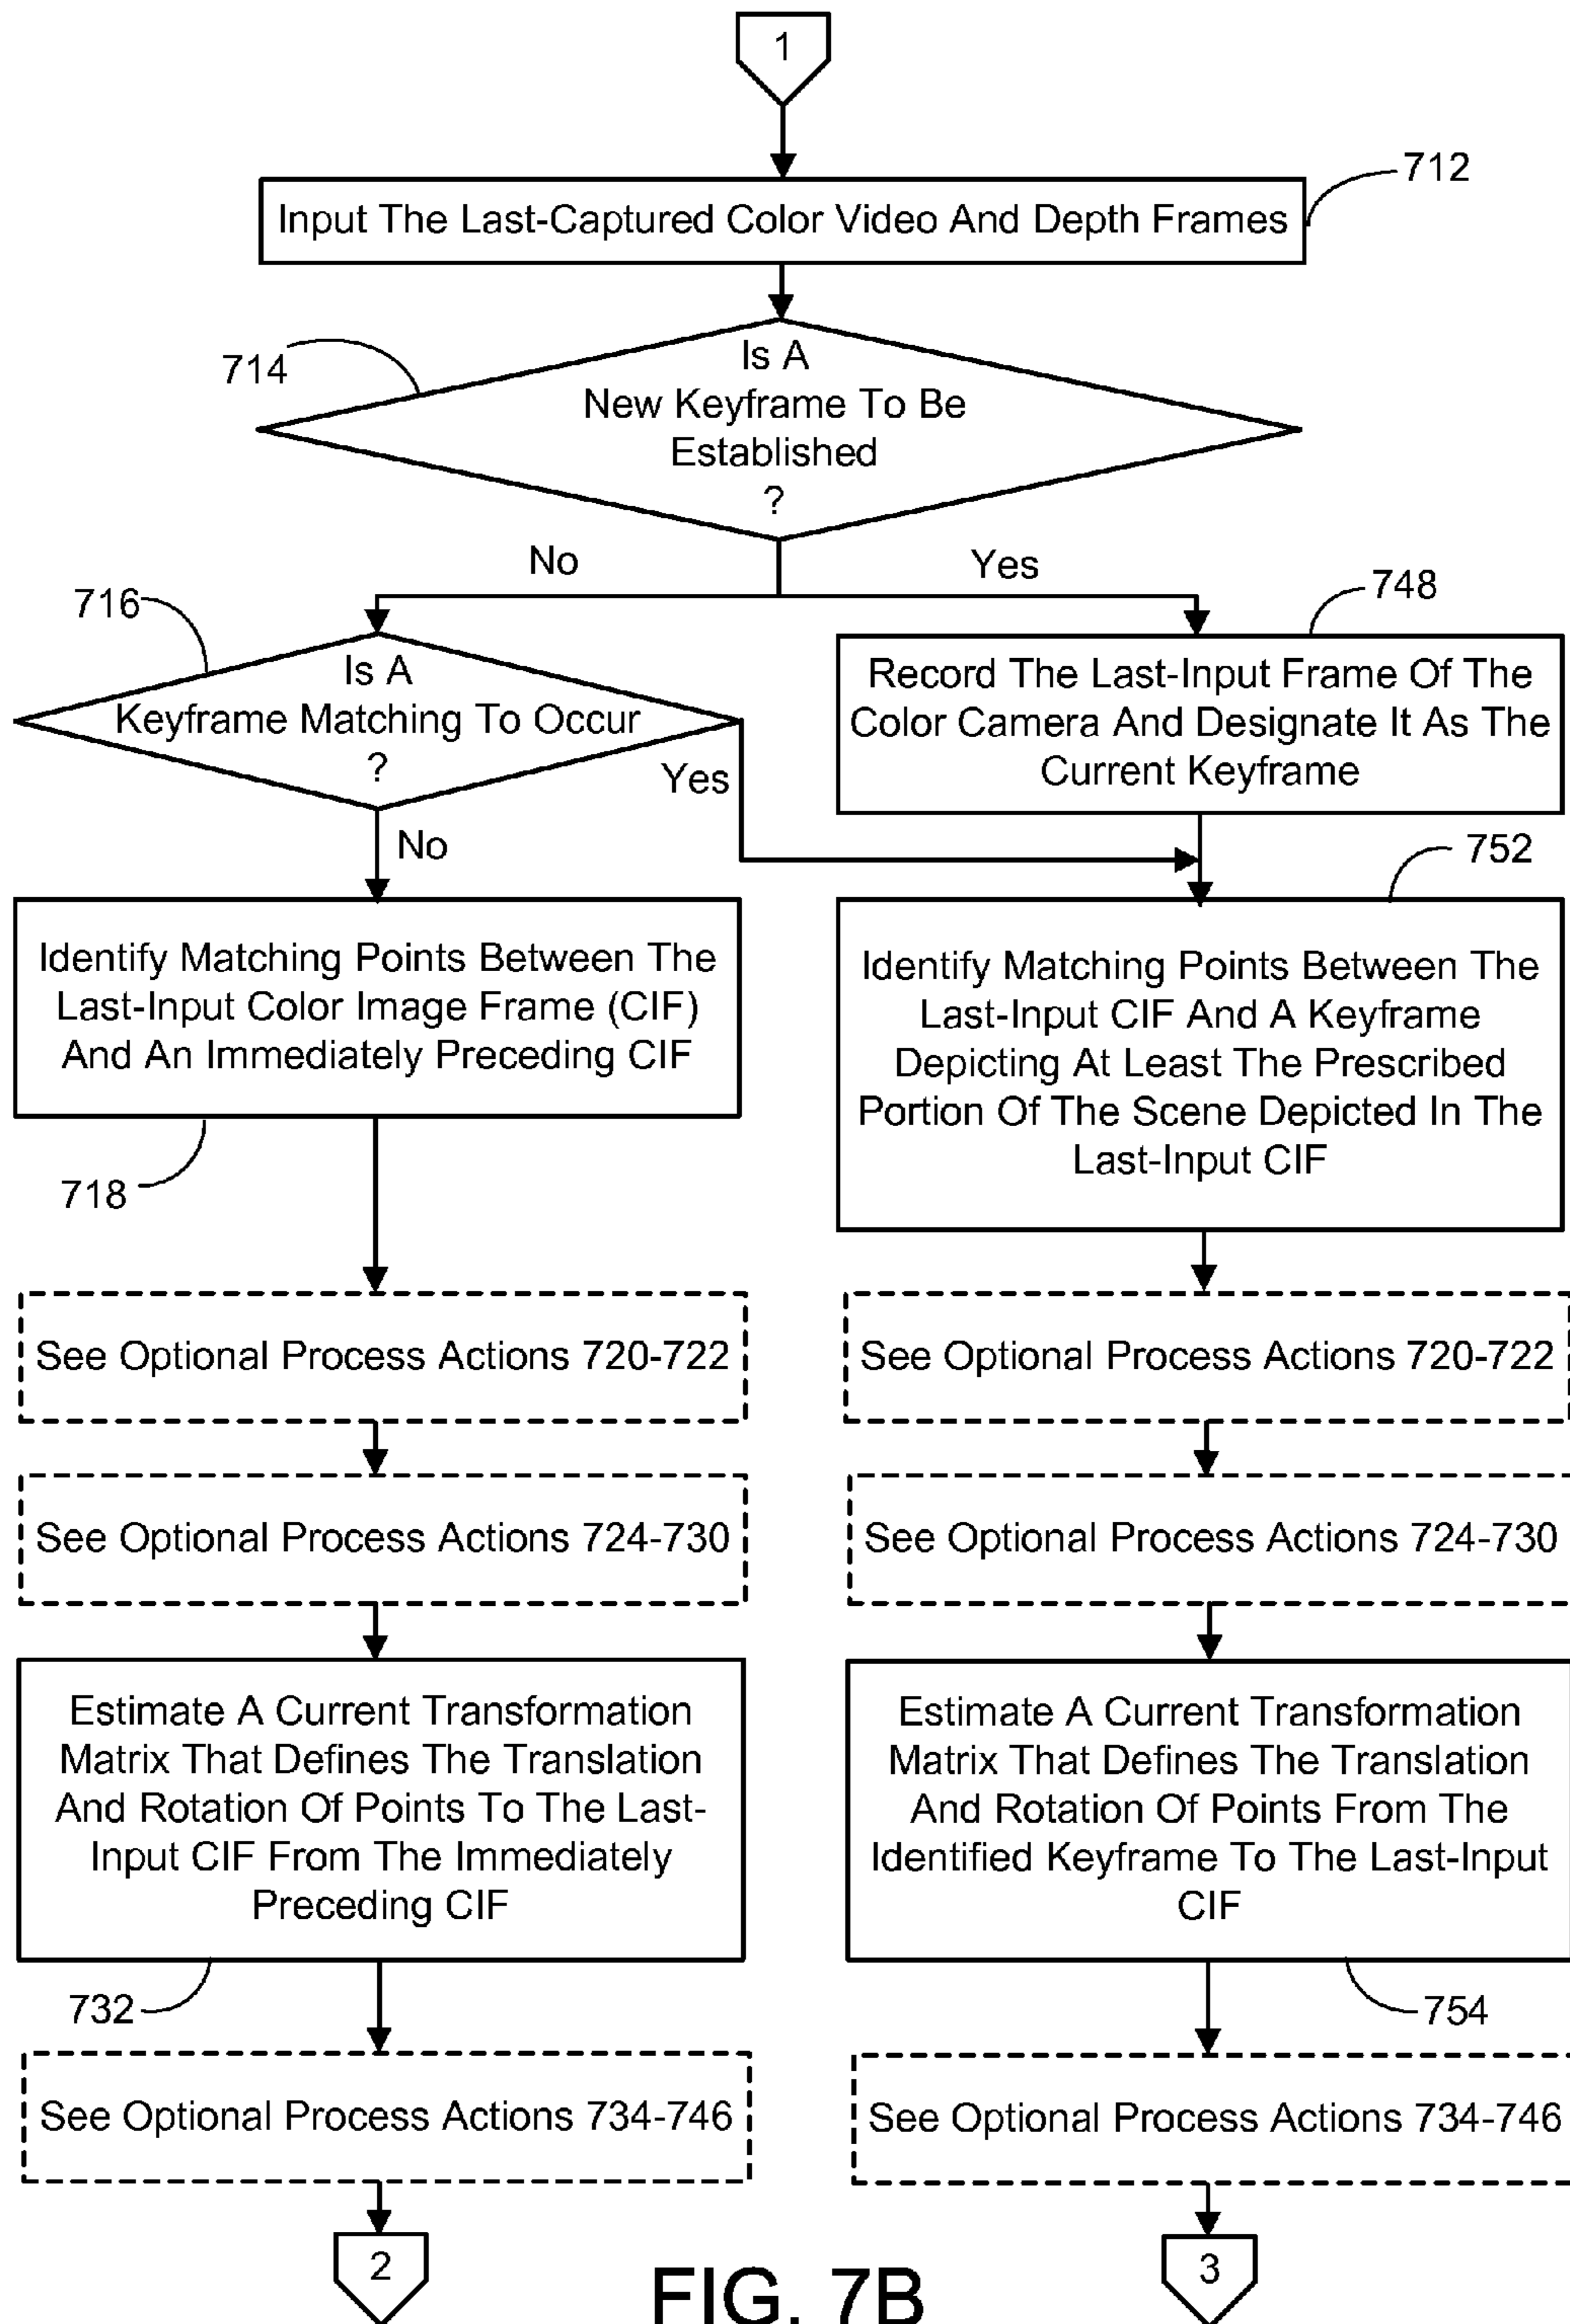 1
712
Input The Last-Captured Color Video And Depth Frames
714
Is A
New Keyframe To Be
Established
?
No
Yes
716
Is A
Keyframe Matching To Occur
?
Yes
No
748
Record The Last-Input Frame Of The
Color Camera And Designate It As The
Current Keyframe
752
Identify Matching Points Between The
Last-Input Color Image Frame (CIF)
And An Immediately Preceding CIF
718
Identify Matching Points Between The
Last-Input CIF And A Keyframe
Depicting At Least The Prescribed
Portion Of The Scene Depicted In The
Last-Input CIF
See Optional Process Actions 720-722
See Optional Process Actions 720-722
See Optional Process Actions 724-730
See Optional Process Actions 724-730
Estimate A Current Transformation
Matrix That Defines The Translation
And Rotation Of Points To The Last-
Input CIF From The Immediately
Preceding CIF
732
Estimate A Current Transformation
Matrix That Defines The Translation
And Rotation Of Points From The
Identified Keyframe To The Last-Input
CIF
754
See Optional Process Actions 734-746
See Optional Process Actions 734-746
2
3
FIG. 7B